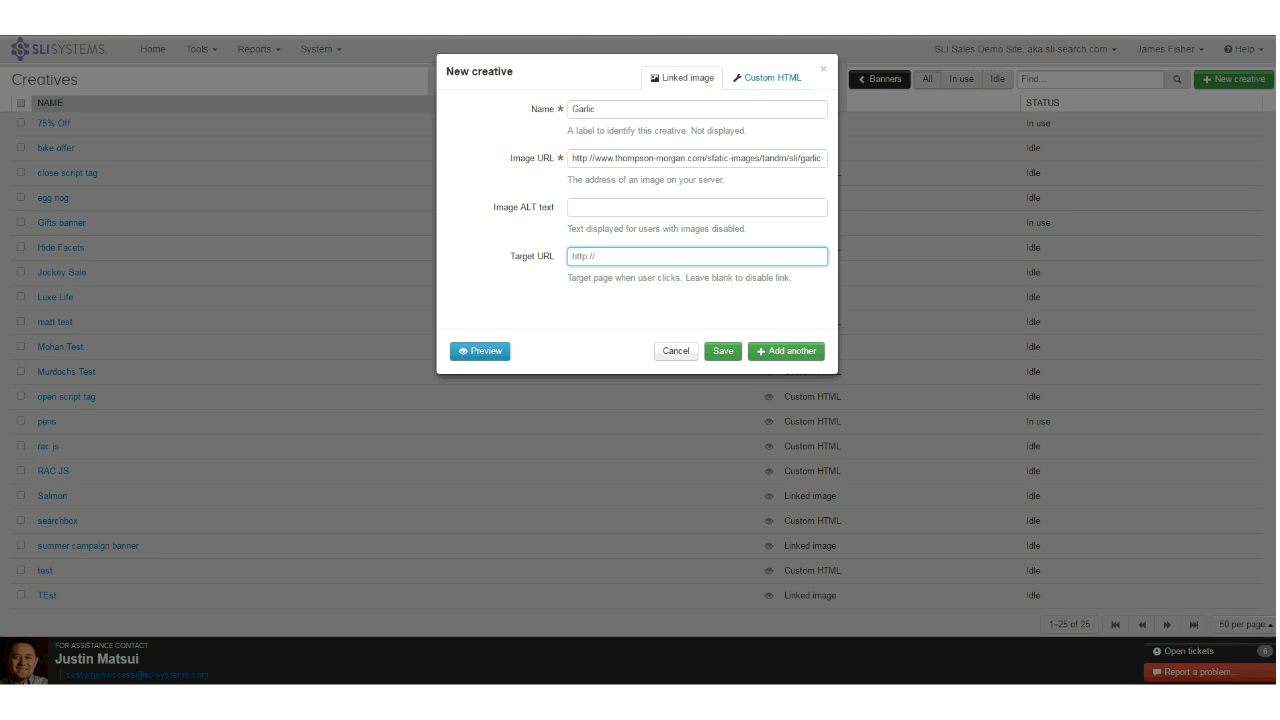 SLISYSTEMS.
Home
Tools
Reports
System
SLI Sales Demo Site, aka sli-search.com
James Fisher
Help
Creatives
Banners
All
In use
Idle
Find...
New creative
NAME
STATUS
75% Off
In use
bike offer
Idle
close script tag
Idle
egg nog
Idle
Gifts banner
In use
Hide Facets
Idle
Jockey Sale
Idle
Luxe Life
Idle
matt test
Idle
Mohan Test
Idle
Murdochs Test
Idle
open script tag
Custom HTML
Idle
pens
Custom HTML
In use
rac js
Custom HTML
Idle
RAC JS
Custom HTML
Idle
Salmon
Linked image
Idle
searchbox
Custom HTML
Idle
summer campaign banner
Linked image
Idle
test
Custom HTML
Idle
TEst
Linked image
Idle
New creative
Linked image
Custom HTML
×
Name *
Garlic
A label to identify this creative. Not displayed.
Image URL *
http://www.thompson-morgan.com/static-images/tandm/sli/garlic-
The address of an image on your server.
Image ALT text
Text displayed for users with images disabled.
Target URL
http://
Target page when user clicks. Leave blank to disable link.
Preview
Cancel
Save
Add another
1–25 of 25
50 per page
FOR ASSISTANCE CONTACT
Justin Matsui
customersuccess@sli-systems.com
Open tickets
6
Report a problem...